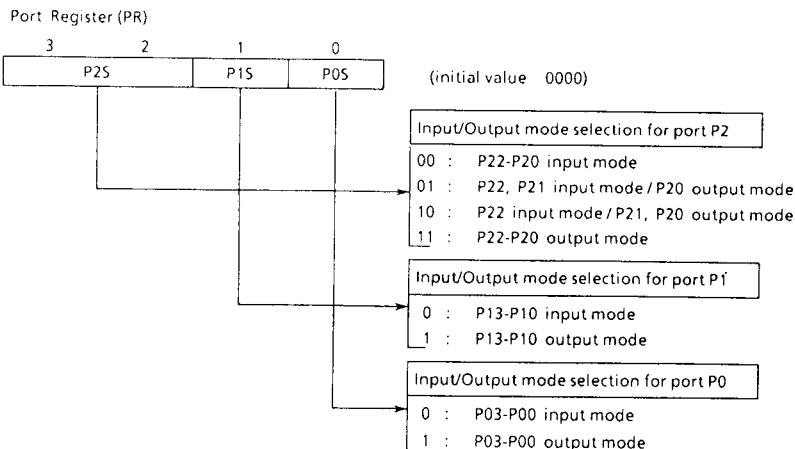 Port Register (PR)
3 2 1 0
P2S P1S P0S (initial value 0000)
Input/Output mode selection for port P2
00 : P22-P20 input mode
01 : P22, P21 input mode / P20 output mode
10 : P22 input mode / P21, P20 output mode
11 : P22-P20 output mode
Input/Output mode selection for port P1
0 : P13-P10 input mode
1 : P13-P10 output mode
Input/Output mode selection for port P0
0 : P03-P00 input mode
1 : P03-P00 output mode